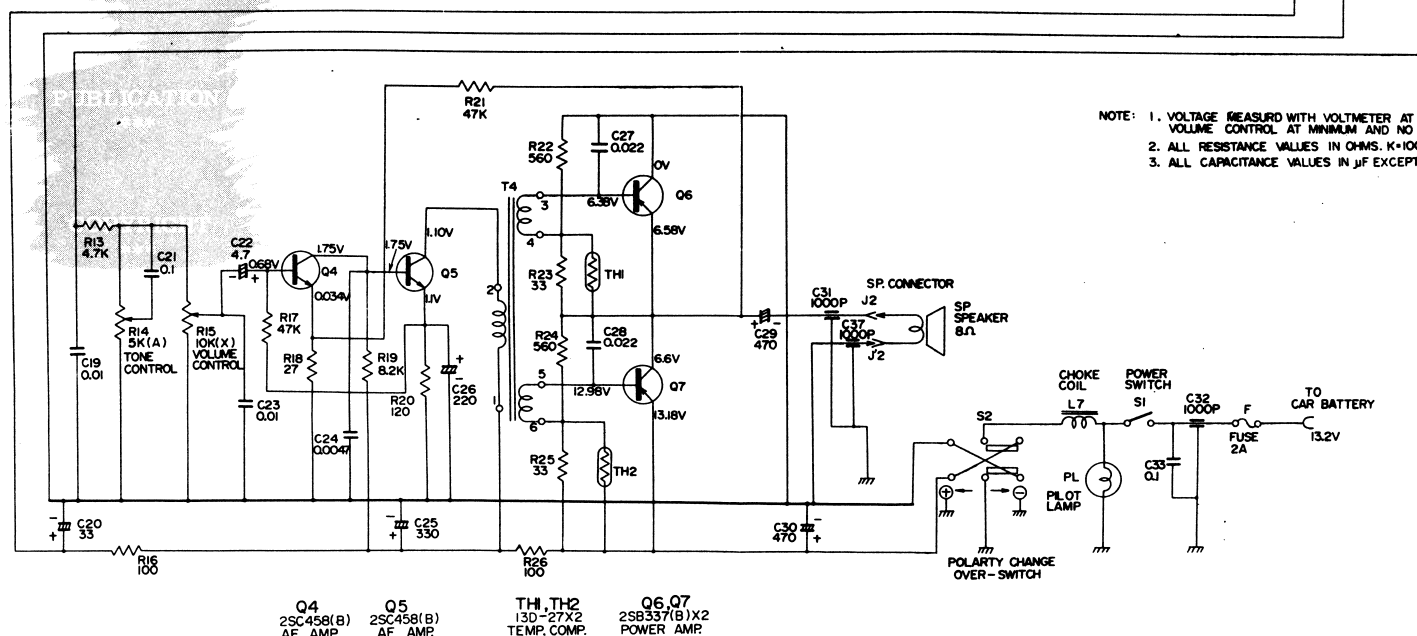 PUBLICATION
NOTE: 1. VOLTAGE MEASURD WITH VOLTMETER AT
VOLUME CONTROL AT MINIMUM AND NO
2. ALL RESISTANCE VALUES IN OHMS. K=100
3. ALL CAPACITANCE VALUES IN µF EXCEPT
R21
47K
R22
560
C27
0.022
0V
Q6
6.38V
6.58V
T4
3
4
R13
4.7K
C21
0.1
C22
4.7
0.68V
- +
1.75V
Q4
0.034V
1.75V
1.10V
Q5
1.1V
R23
33
TH1
2
1
C19
0.01
R14
5K(A)
TONE
CONTROL
R15
10K(X)
VOLUME
CONTROL
R17
47K
R18
27
R19
8.2K
R20
120
+
-
C26
220
C23
0.01
C24
0.0047
R24
560
C28
0.022
5
6
12.98V
6.6V
Q7
13.18V
R25
33
TH2
+ -
C29
470
C31
1000P
J2
C37
1000P
J'2
SP. CONNECTOR
SP
SPEAKER
8Ω
CHOKE
COIL
L7
POWER
SWITCH
S1
C32
1000P
F
FUSE
2A
TO
CAR BATTERY
13.2V
S2
PL
PILOT
LAMP
C33
0.1
+ -
POLARTY CHANGE
OVER-SWITCH
-
+
C20
33
R16
100
-
+
C25
330
R26
100
C30
470
-
+
Q4
2SC458(B)
AF. AMP.
Q5
2SC458(B)
AF. AMP.
TH1,TH2
13D-27X2
TEMP. COMP.
Q6,Q7
2SB337(B)X2
POWER AMP.